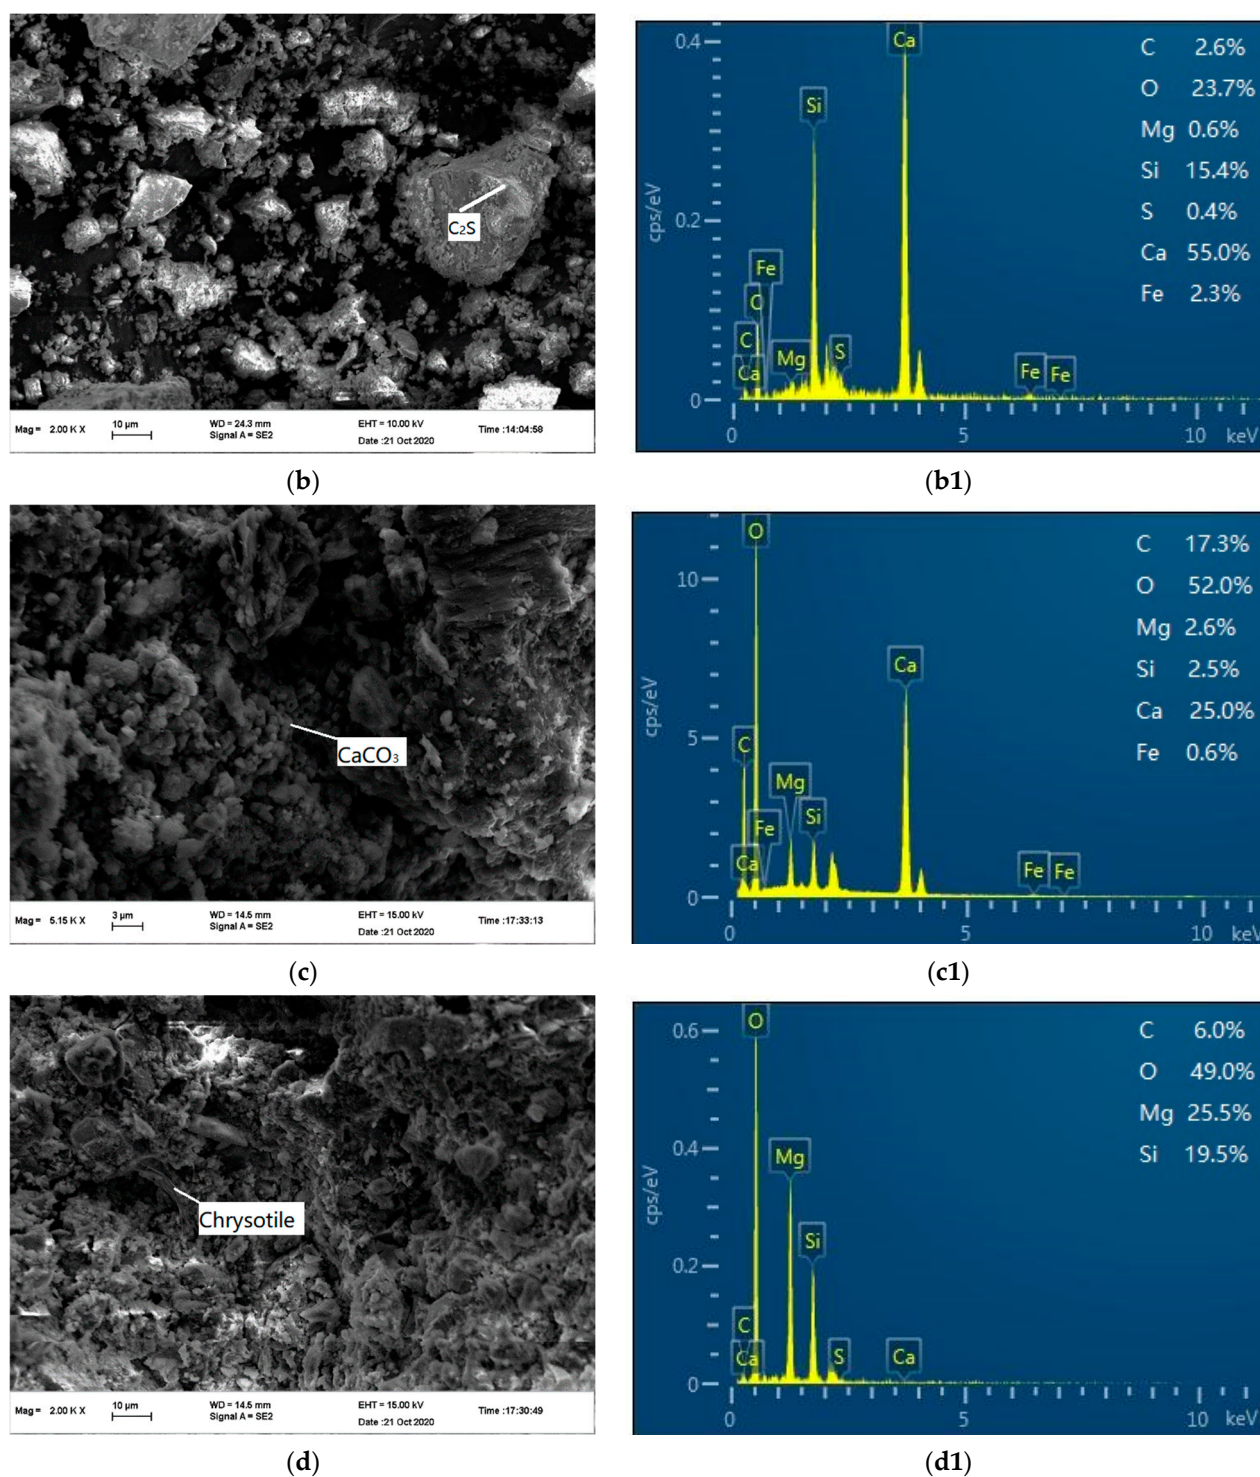 C₂S
Mag = 2.00 K X
10 µm
WD = 24.3 mm
Signal A = SE2
EHT = 10.00 kV
Date :21 Oct 2020
Time :14:04:58
0.4
0.2
0
cps/eV
Ca
Si
Fe
O
C
Ca
Mg
S
Fe
Fe
C 2.6%
O 23.7%
Mg 0.6%
Si 15.4%
S 0.4%
Ca 55.0%
Fe 2.3%
0 5 10 keV
(b)
(b1)
CaCO₃
Mag = 5.15 K X
3 µm
WD = 14.5 mm
Signal A = SE2
EHT = 15.00 kV
Date :21 Oct 2020
Time :17:33:13
10
5
0
cps/eV
O
Ca
C
Mg
Si
Fe
Ca
Fe
Fe
C 17.3%
O 52.0%
Mg 2.6%
Si 2.5%
Ca 25.0%
Fe 0.6%
0 5 10 keV
(c)
(c1)
Chrysotile
Mag = 2.00 K X
10 µm
WD = 14.5 mm
Signal A = SE2
EHT = 15.00 kV
Date :21 Oct 2020
Time :17:30:49
0.6
0.4
0.2
0
cps/eV
O
Mg
Si
C
Ca
S
Ca
C 6.0%
O 49.0%
Mg 25.5%
Si 19.5%
0 5 10 keV
(d)
(d1)